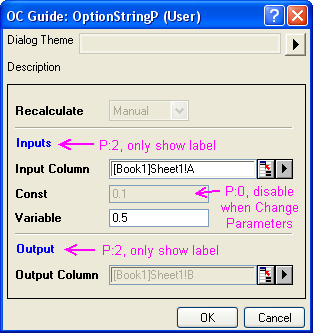 OC Guide: OptionStringP (User)
Dialog Theme
Description
Recalculate Manual
Inputs P:2, only show label
Input Column [Book1]Sheet1!A
Const 0.1 P:0, disable
when Change
Parameters
Variable 0.5
Output P:2, only show label
Output Column [Book1]Sheet1!B
OK Cancel